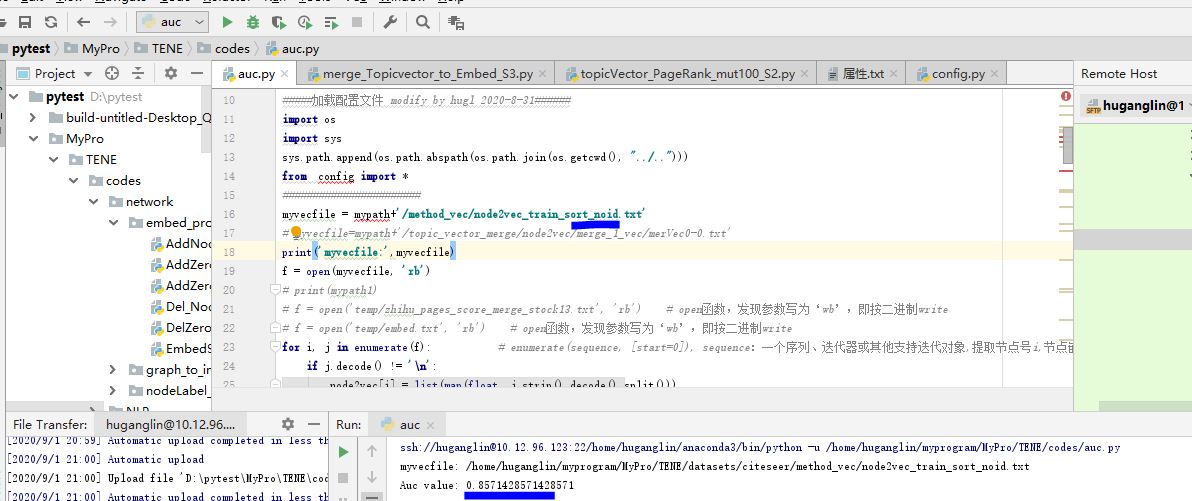 auc
pytest MyPro TENE codes auc.py
Project
auc.py merge_Topicvector_to_Embed_S3.py topicVector_PageRank_mut100_S2.py 属性.txt config.py
Remote Host
pytest D:\pytest
build-untitled-Desktop_Q
MyPro
TENE
codes
network
embed_pro
AddNod
AddZero
AddZero
Del_Noc
DelZero
EmbedS
graph_to_in
nodeLabel_
10 #####加载配置文件 modify by hugl 2020-8-31######
11 import os
12 import sys
13 sys.path.append(os.path.abspath(os.path.join(os.getcwd(), "../..")))
14 from config import *
15 ######################
16 myvecfile = mypath+'/method_vec/node2vec_train_sort_noid.txt'
17 # myvecfile=mypath+'/topic_vector_merge/node2vec/merge_1_vec/merVec0-0.txt'
18 print('myvecfile:',myvecfile)
19 f = open(myvecfile, 'rb')
20 # print(mypath1)
21 # f = open('temp/zhihu_pages_score_merge_stock13.txt', 'rb') # open函数，发现参数写为‘wb’，即按二进制write
22 # f = open('temp/embed.txt', 'rb') # open函数，发现参数写为‘wb’，即按二进制write
23 for i, j in enumerate(f): # enumerate(sequence, [start=0]), sequence：一个序列、迭代器或其他支持迭代对象,提取节点号i,节点嵌
24 if j.decode() != '\n':
25 node2vec[i] = list(map(float, j.strip().decode().split()))
huganglin@1
File Transfer: huganglin@10.12.96....
[2020/9/1 20:59] Automatic upload completed in less th
[2020/9/1 21:00] Automatic upload
[2020/9/1 21:00] Upload file 'D:\pytest\MyPro\TENE\cod
[2020/9/1 21:00] Automatic upload completed in less th
Run: auc
ssh://huganglin@10.12.96.123:22/home/huganglin/anaconda3/bin/python -u /home/huganglin/myprogram/MyPro/TENE/codes/auc.py
myvecfile: /home/huganglin/myprogram/MyPro/TENE/datasets/citeseer/method_vec/node2vec_train_sort_noid.txt
Auc value: 0.8571428571428571